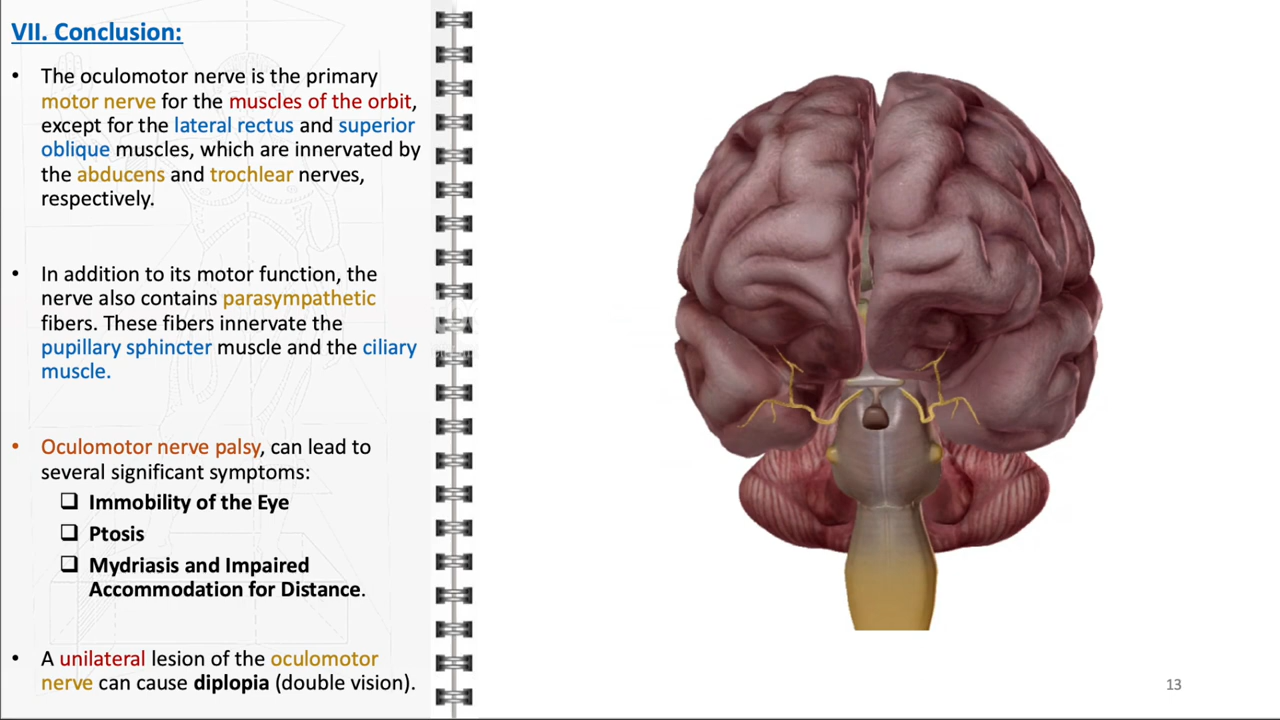 VII. Conclusion:
• The oculomotor nerve is the primary
motor nerve for the muscles of the orbit,
except for the lateral rectus and superior
oblique muscles, which are innervated by
the abducens and trochlear nerves,
respectively.
• In addition to its motor function, the
nerve also contains parasympathetic
fibers. These fibers innervate the
pupillary sphincter muscle and the ciliary
muscle.
• Oculomotor nerve palsy, can lead to
several significant symptoms:
❑ Immobility of the Eye
❑ Ptosis
❑ Mydriasis and Impaired
Accommodation for Distance.
• A unilateral lesion of the oculomotor
nerve can cause diplopia (double vision).
13